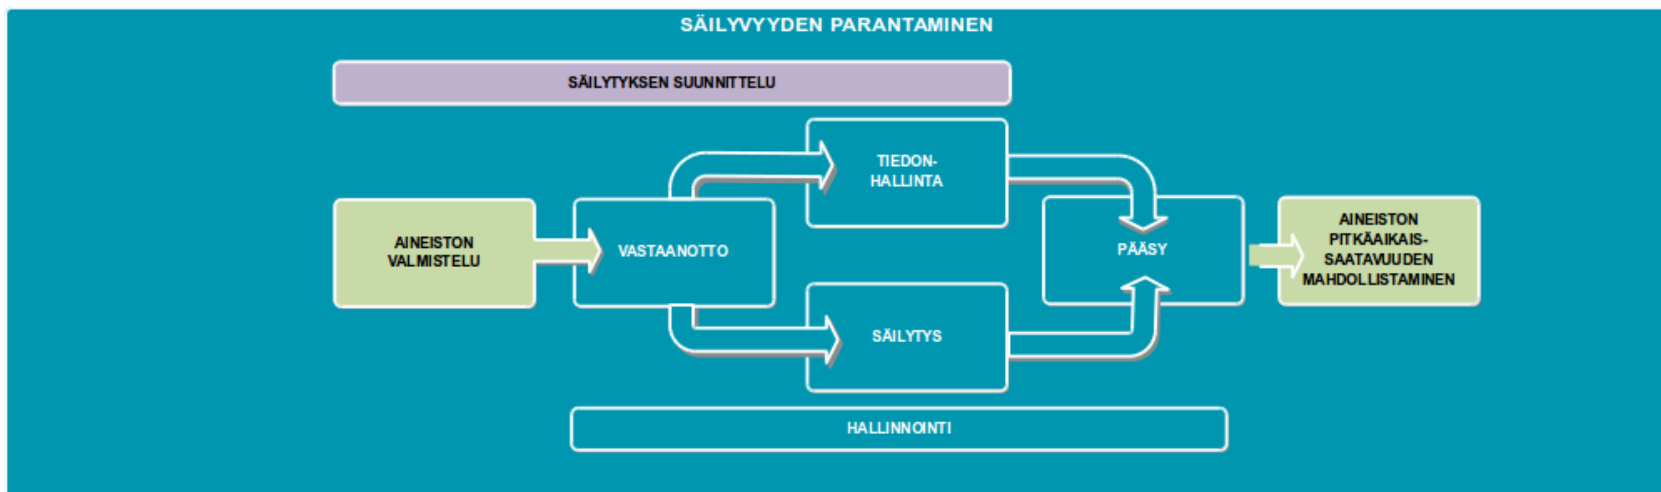 SÄILYVYYDEN PARANTAMINEN
SÄILYTYKSEN SUUNNITTELU
TIEDON-
HALLINTA
AINEISTON
VALMISTELU
VASTAANOTTO
PÄÄSY
AINEISTON
PITKÄAIKAIS-
SAATAVUUDEN
MAHDOLLISTAMINEN
SÄILYTYS
HALLINNOINTI